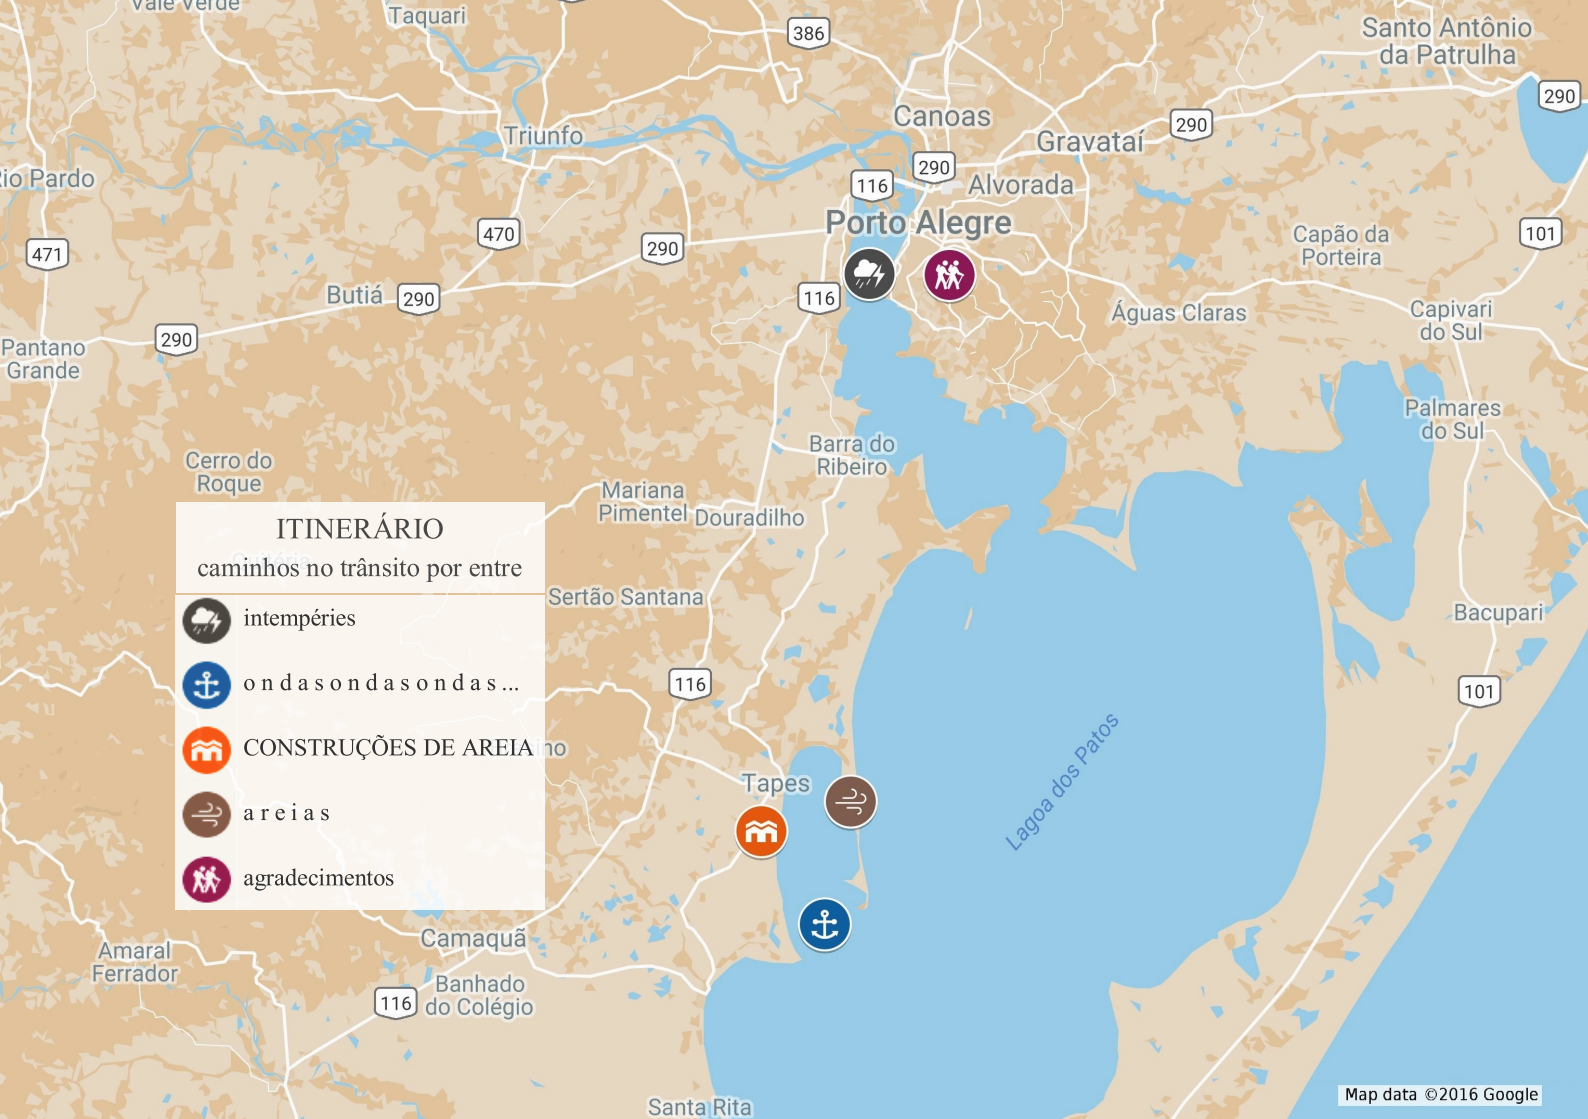 Vale Verde
Taquari
386
Santo Antônio
da Patrulha
290
Canoas
Triunfo
Gravataí
290
290
Rio Pardo
116
Alvorada
Porto Alegre
471
470
290
101
Capão da
Porteira
Butiá
290
116
Águas Claras
Capivari
do Sul
290
Pantano
Grande
Palmares
do Sul
Barra do
Ribeiro
Cerro do
Roque
Mariana
Pimentel
Douradilho
ITINERÁRIO
caminhos no trânsito por entre
Sertão Santana
Bacupari
intempéries
o n d a s o n d a s o n d a s ...
116
101
CONSTRUÇÕES DE AREIA
Lagoa dos Patos
Tapes
a r e i a s
agradecimentos
Camaquã
Amaral
Ferrador
Banhado
do Colégio
116
Santa Rita
Map data ©2016 Google